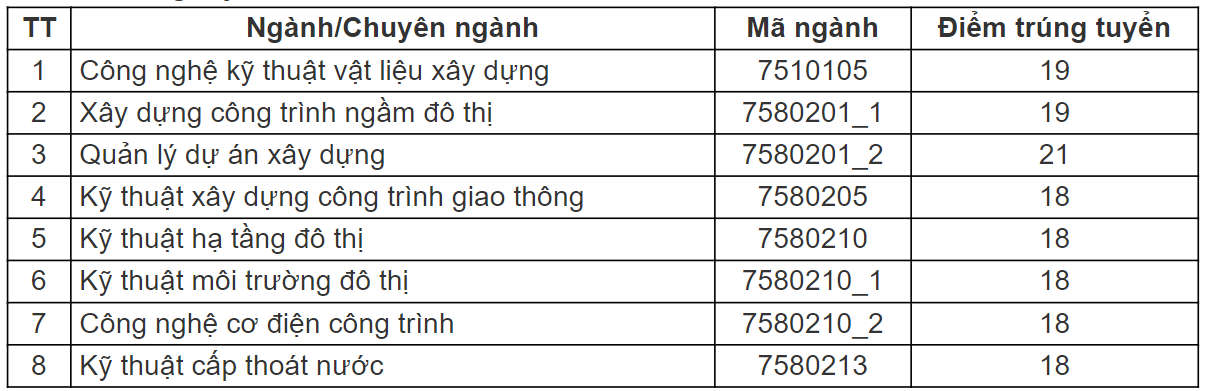 TT Ngành/Chuyên ngành Mã ngành Điểm trúng tuyển
1 Công nghệ kỹ thuật vật liệu xây dựng 7510105 19
2 Xây dựng công trình ngầm đô thị 7580201_1 19
3 Quản lý dự án xây dựng 7580201_2 21
4 Kỹ thuật xây dựng công trình giao thông 7580205 18
5 Kỹ thuật hạ tầng đô thị 7580210 18
6 Kỹ thuật môi trường đô thị 7580210_1 18
7 Công nghệ cơ điện công trình 7580210_2 18
8 Kỹ thuật cấp thoát nước 7580213 18